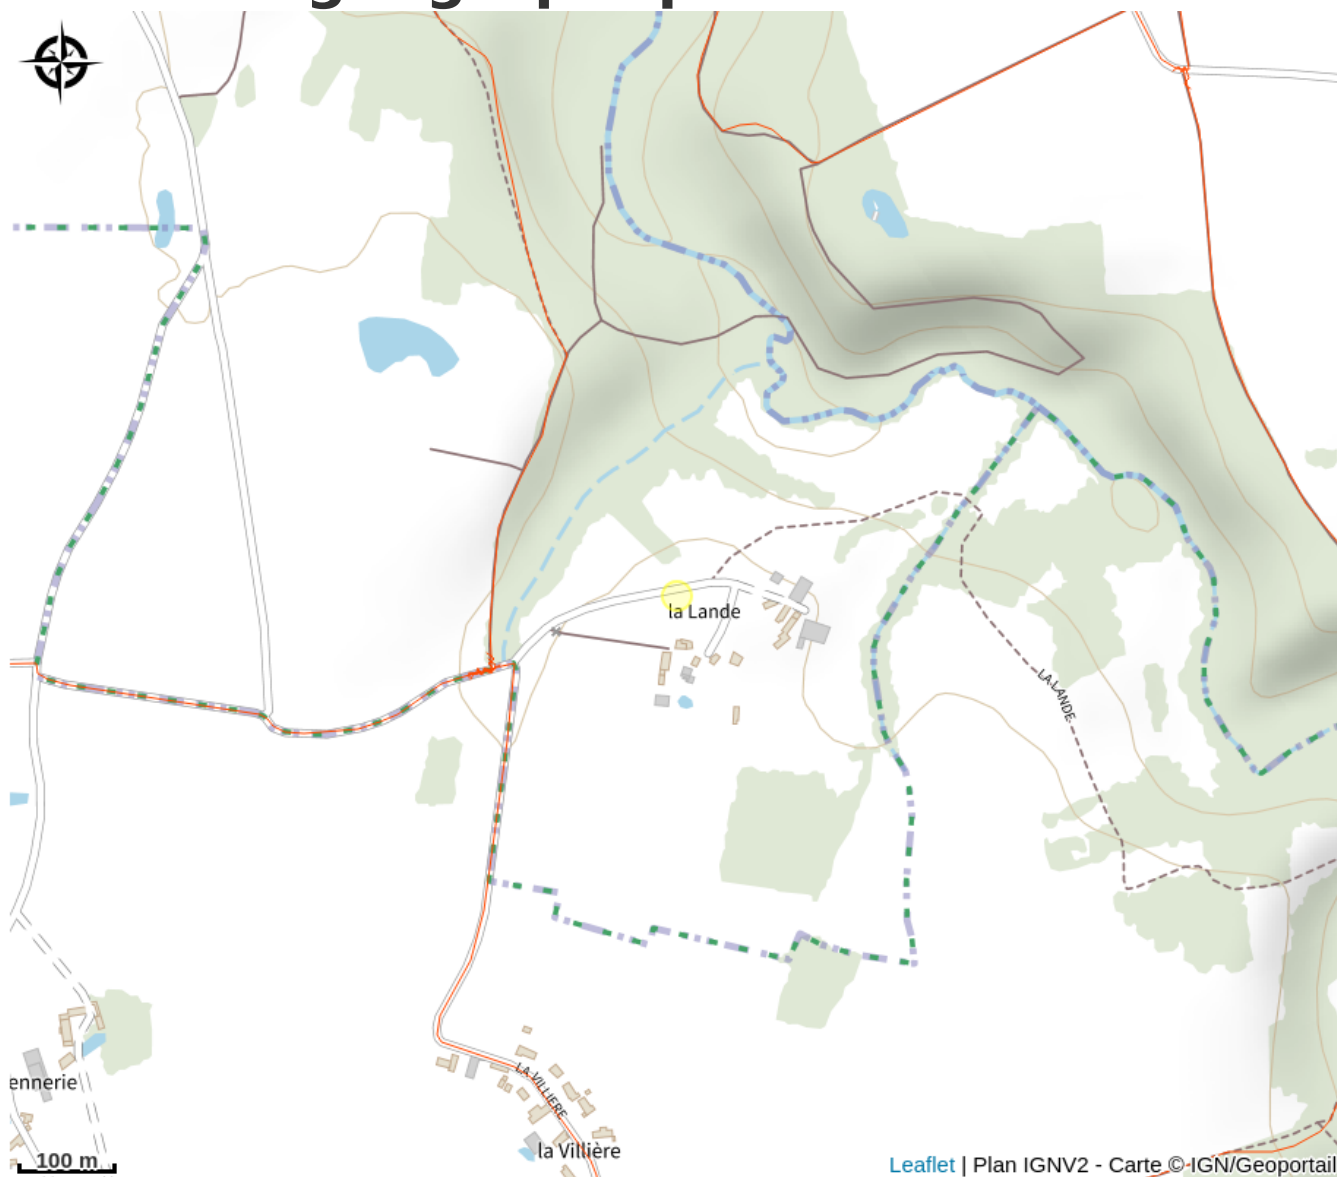 la Lande
LA LANDE
ennerie
LA VILLIERE
la Villière
100 m
Leaflet | Plan IGNV2 - Carte © IGN/Geoportail